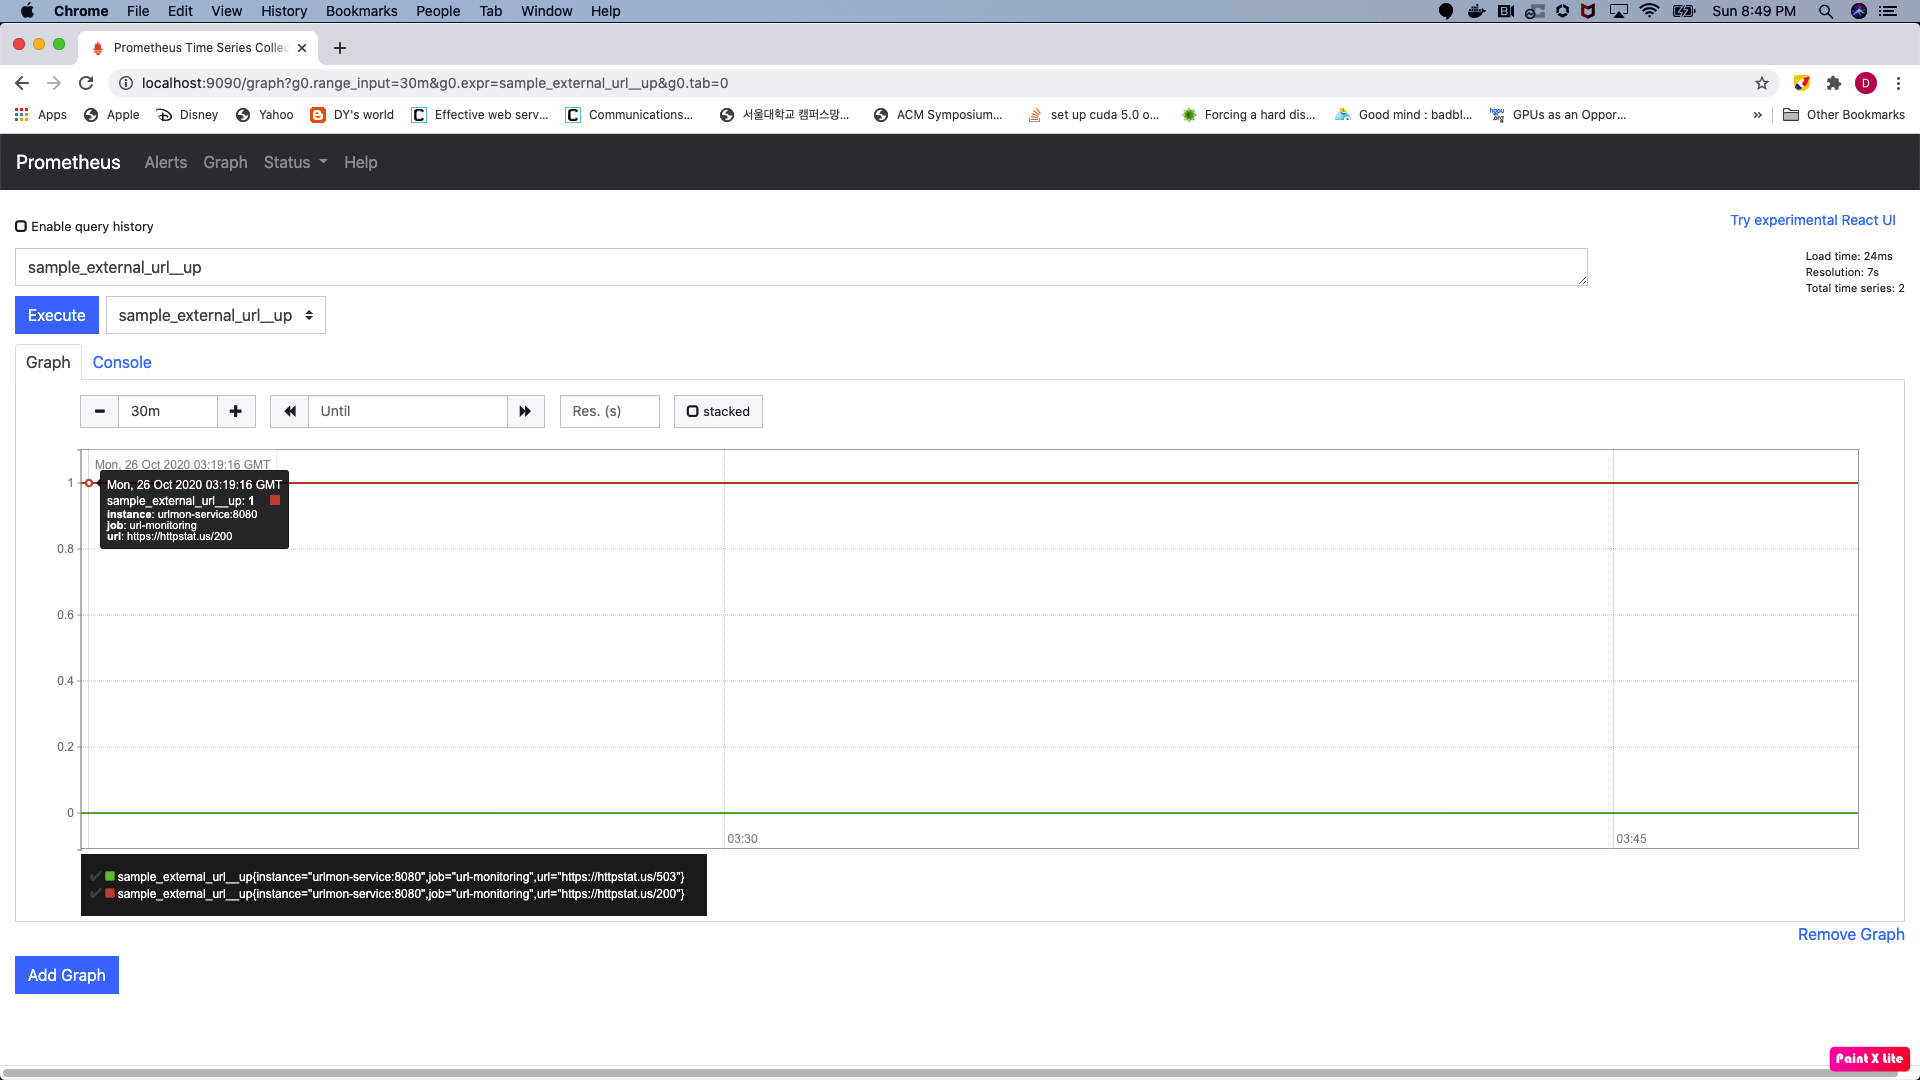 Chrome File Edit View History Bookmarks People Tab Window Help Sun 8:49 PM
Prometheus Time Series Collec
localhost:9090/graph?g0.range_input=30m&g0.expr=sample_external_url__up&g0.tab=0 D
Apps Apple Disney Yahoo DY's world Effective web serv... Communications... 서울대학교 캠퍼스망... ACM Symposium... set up cuda 5.0 o... Forcing a hard dis... Good mind : badbl... GPUs as an Oppor... » Other Bookmarks
Prometheus Alerts Graph Status Help
Enable query history
Try experimental React UI
sample_external_url__up
Load time: 24ms
Resolution: 7s
Total time series: 2
Execute sample_external_url__up
Graph Console
30m Until Res. (s) stacked
Mon, 26 Oct 2020 03:19:16 GMT
Mon, 26 Oct 2020 03:19:16 GMT
sample_external_url__up: 1
instance: urlmon-service:8080
job: url-monitoring
url: https://httpstat.us/200
1
0.8
0.6
0.4
0.2
0
03:30 03:45
sample_external_url__up{instance="urlmon-service:8080",job="url-monitoring",url="https://httpstat.us/503"}
sample_external_url__up{instance="urlmon-service:8080",job="url-monitoring",url="https://httpstat.us/200"}
Remove Graph
Add Graph
Paint X Lite